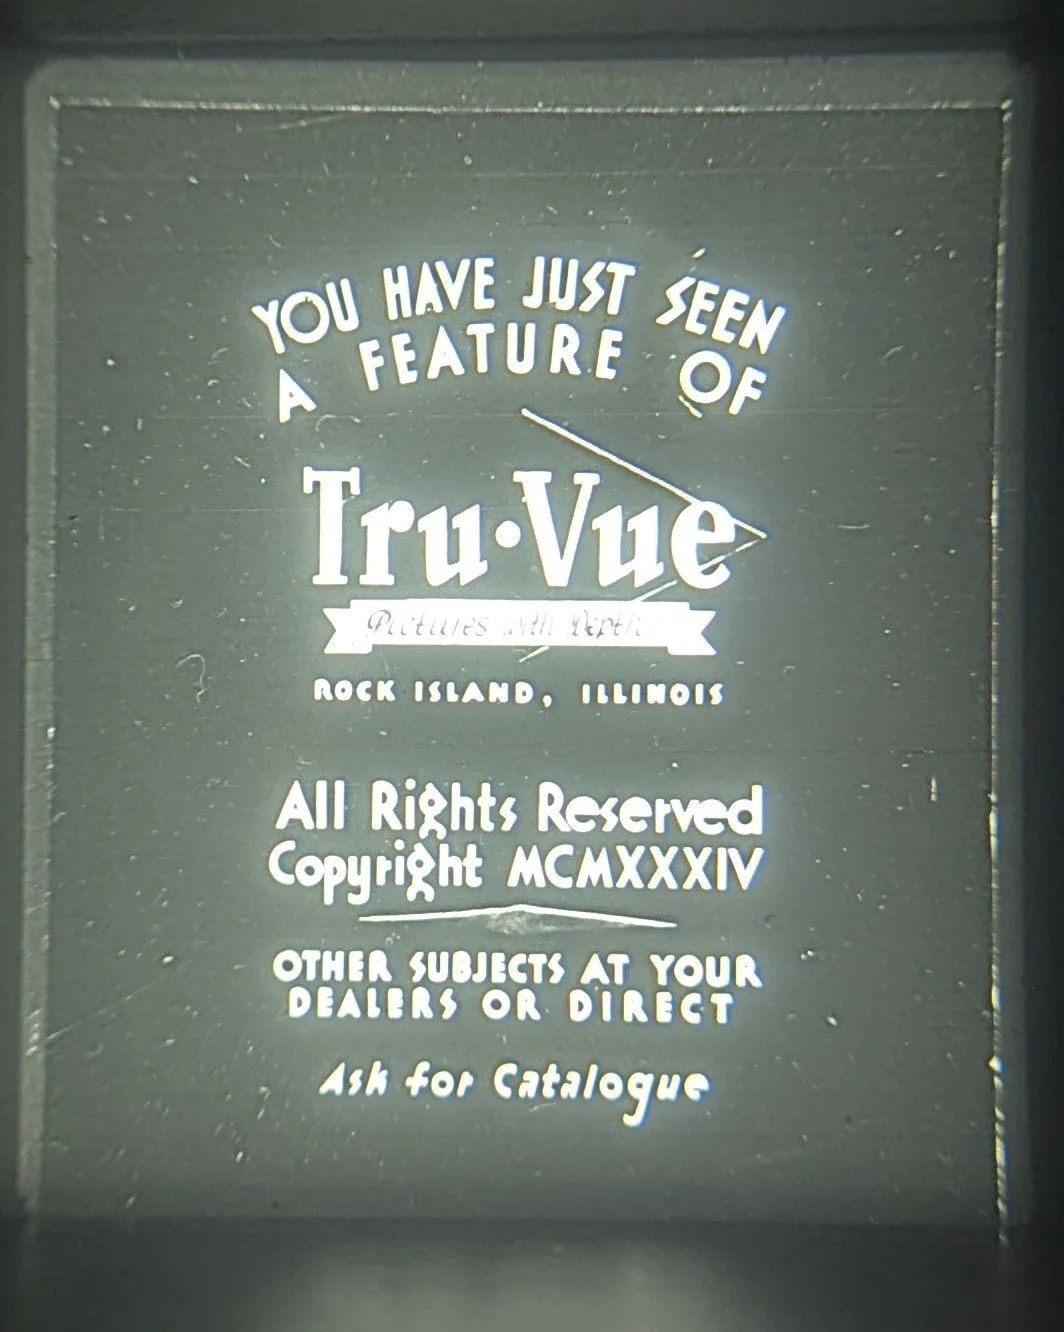 YOU HAVE JUST SEEN
A FEATURE OF
Tru·Vue
Pictures with Depth
ROCK ISLAND, ILLINOIS
All Rights Reserved
Copyright MCMXXXIV
OTHER SUBJECTS AT YOUR
DEALERS OR DIRECT
Ask for Catalogue